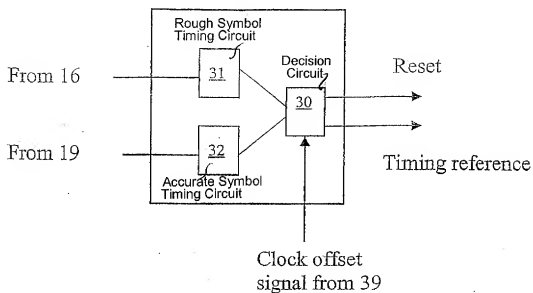 Rough Symbol
Timing Circuit
Decision
Circuit
Reset
From 16
31
30
From 19
32
Timing reference
Accurate Symbol
Timing Circuit
Clock offset
signal from 39